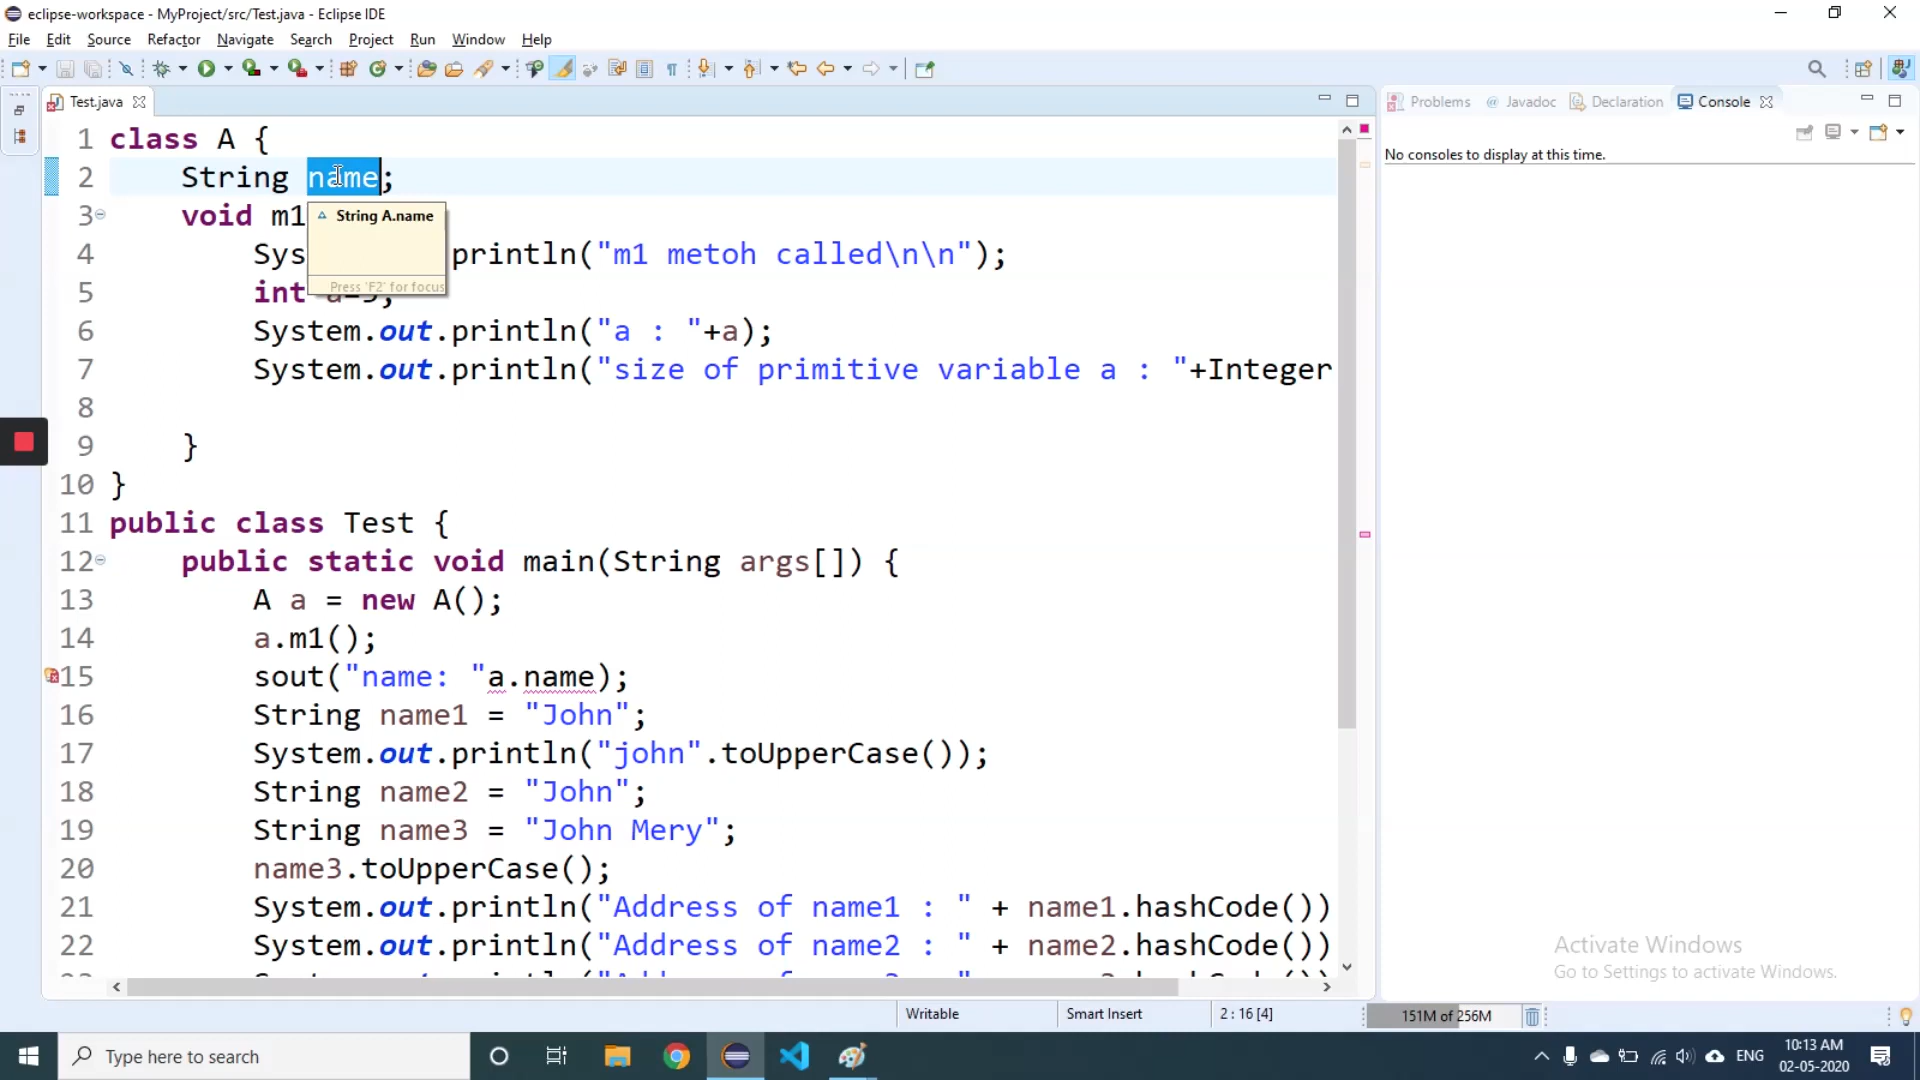 eclipse-workspace - MyProject/src/Test.java - Eclipse IDE
File Edit Source Refactor Navigate Search Project Run Window Help
Test.java
Problems @ Javadoc Declaration Console
No consoles to display at this time.
1 class A {
2 String name;
3 void m1
String A.name
4 Sys println("m1 metoh called\n\n");
Press 'F2' for focus
5 int a=5;
6 System.out.println("a : "+a);
7 System.out.println("size of primitive variable a : "+Integer
8
9 }
10 }
11 public class Test {
12 public static void main(String args[]) {
13 A a = new A();
14 a.m1();
15 sout("name: "a.name);
16 String name1 = "John";
17 System.out.println("john".toUpperCase());
18 String name2 = "John";
19 String name3 = "John Mery";
20 name3.toUpperCase();
21 System.out.println("Address of name1 : " + name1.hashCode())
22 System.out.println("Address of name2 : " + name2.hashCode())
Activate Windows
Go to Settings to activate Windows.
Writable Smart Insert 2 : 16 [4] 151M of 256M
Type here to search
ENG
10:13 AM
02-05-2020